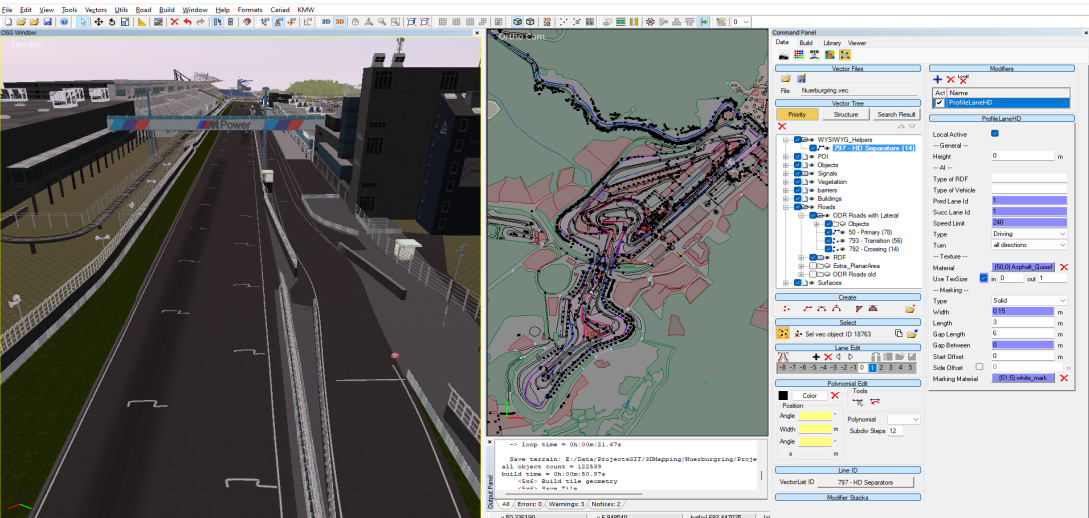 File Edit View Tools Vectors Utils Road Build Window Help Formats Cariad KMW
2D 3D 0
OSG Window
Terrain
M Power
Ortho Cam
Command Panel
Data Build Library Viewer
Vector Files
File Nuerburgring.vec
Vector Tree
Priority Structure Search Result
WYSIWYG_Helpers
797 - HD Separators (14)
POI
Objects
Signals
Vegetation
barriers
Buildings
Roads
ODR Roads with Lateral
Objects
50 - Primary (78)
793 - Transition (56)
792 - Crossing (14)
RDF
Extra_PlanarArea
ODR Roads old
Surfaces
Create
Select
Sel vec object ID 18763
Lane Edit
-8 -7 -6 -5 -4 -3 -2 -1 0 1 2 3 4 5
Polynomial Edit
Color
Tools
Position
Angle °
Width m
Angle °
s m
Polynomial
Subdiv Steps 12
Line ID
VectorList ID 797 - HD Separators
Modifier Stacks
Modifiers
Local
Act Name
ProfileLaneHD
ProfileLaneHD
Local Active
--- General ---
Height 0 m
--- AI ---
Type of RDF
Type of Vehicle
Pred Lane Id 1
Succ Lane Id 1
Speed Limit 240
Type Driving
Turn all directions
--- Texture ---
Material (50;0) Asphalt_Quixel
Use TexSize in 0 out 1
--- Marking ---
Type Solid
Width 0.15 m
Length 3 m
Gap Length 6 m
Gap Between 0 m
Start Offset 0 m
Side Offset 0 m
Marking Material (51;5) white_mark
Output Panel
-> loop time = 0h:00m:21.67s
Save terrain: E:/Data/ProjectsGIT/3DMapping/Nuerburgring/Proje
all object count = 122539
build time = 0h:00m:50.97s
<5x6> Build tile geometry
<5x6> Save Tile
All Errors: 0 Warnings: 3 Notices: 2